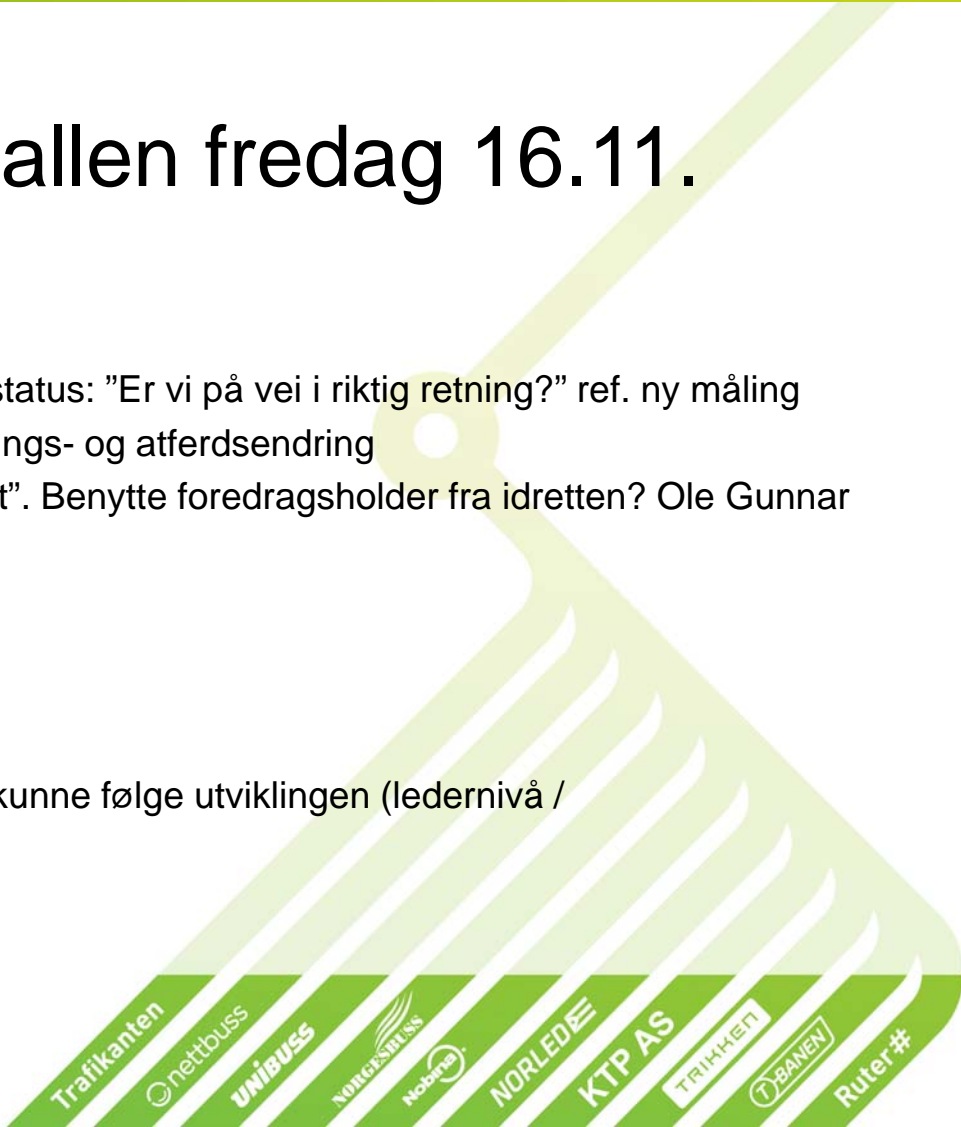 allen fredag 16.11.
status: ”Er vi på vei i riktig retning?” ref. ny måling
ngs- og atferdsendring
t”. Benytte foredragsholder fra idretten? Ole Gunnar
kunne følge utviklingen (ledernivå /
Trafikanten
nettbuss
UNIBUSS
NORGESBUSS
Nobina
NORLED
KTP AS
TRIKKEN
T-BANEN
Ruter#